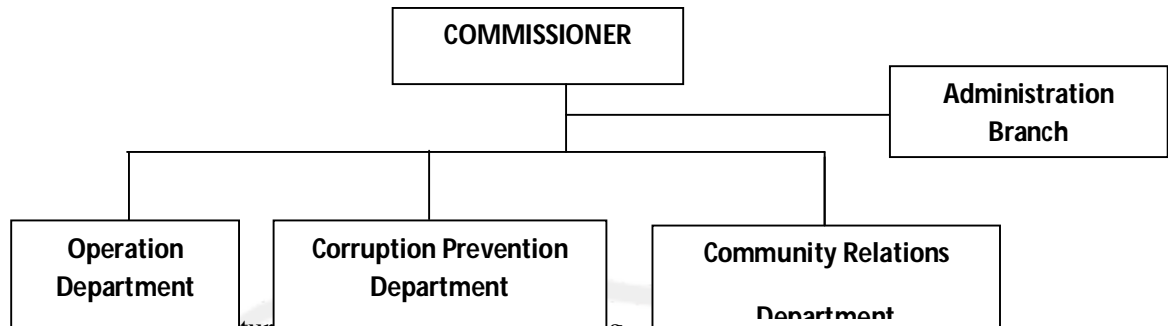 COMMISSIONER
Administration
Branch
Operation
Department
Corruption Prevention
Department
Community Relations
Department